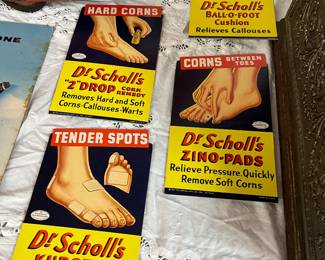 ONE
HARD CORNS
Dr Scholl's
"2" DROP CORN REMEDY
Removes Hard and Soft
Corns-Callouses-Warts
Dr Scholl's
BALL-O-FOOT
Cushion
Relieves Callouses
CORNS BETWEEN TOES
Dr Scholl's
ZINO-PADS
Relieve Pressure, Quickly
Remove Soft Corns
TENDER SPOTS
Dr Scholl's